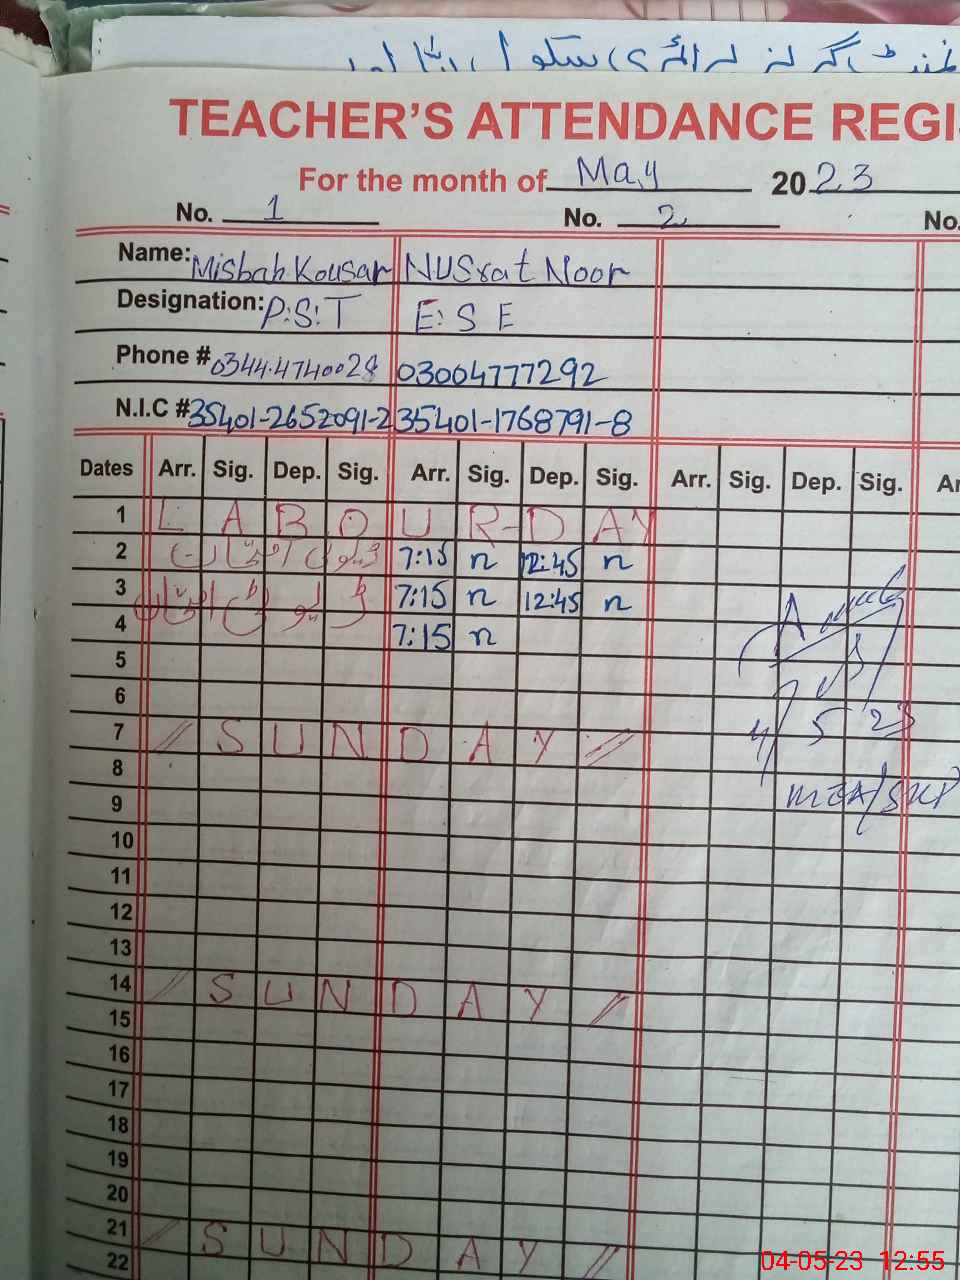 TEACHER'S ATTENDANCE REGI
For the month of May 2023
No. 1 No. 2 No.
Name: Misbah Kousar Nusrat Noor
Designation: P:S:T E:S E
Phone # 0344-4740028 03004777292
N.I.C # 35401-2652091-2 35401-1768791-8
Dates Arr. Sig. Dep. Sig. Arr. Sig. Dep. Sig. Arr. Sig. Dep. Sig. Ar
1 LABOUR-DAY
2 7:15 n 12:45 n
3 7:15 n 12:45 n
4 7:15 n
5
6
7 // SUNDAY //
4/5/23
8
MEA/SKP
9
10
11
12
13
14 // SUNDAY //
15
16
17
18
19
20
21 // SUNDAY //
22
04-05-23 12:55